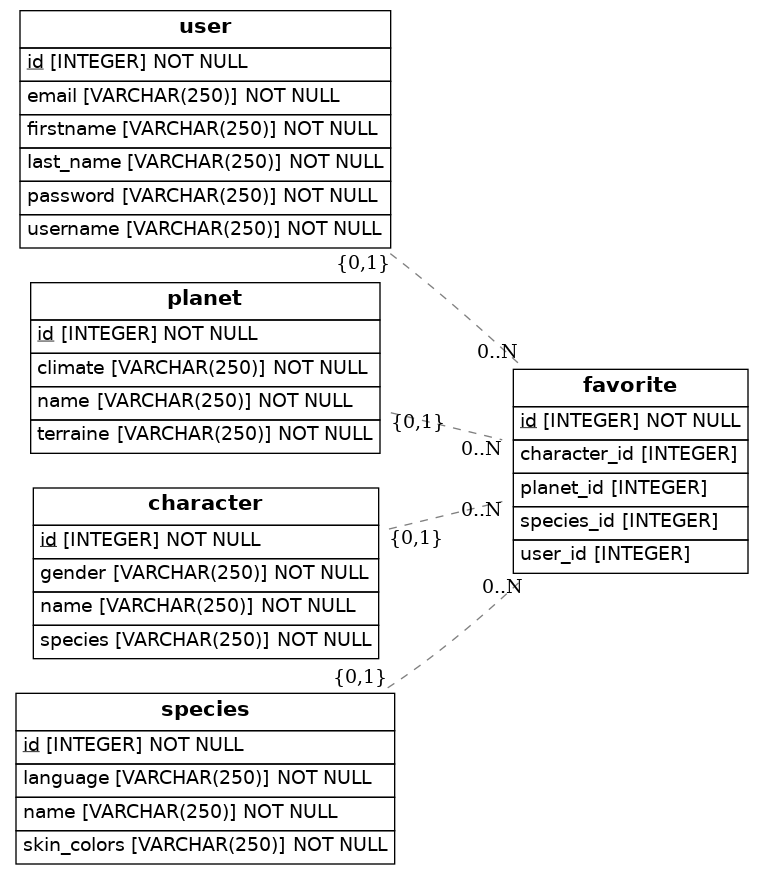 user
id [INTEGER] NOT NULL
email [VARCHAR(250)] NOT NULL
firstname [VARCHAR(250)] NOT NULL
last_name [VARCHAR(250)] NOT NULL
password [VARCHAR(250)] NOT NULL
username [VARCHAR(250)] NOT NULL
{0,1}
0..N
planet
id [INTEGER] NOT NULL
climate [VARCHAR(250)] NOT NULL
name [VARCHAR(250)] NOT NULL
terraine [VARCHAR(250)] NOT NULL
{0,1}
0..N
favorite
id [INTEGER] NOT NULL
character_id [INTEGER]
planet_id [INTEGER]
species_id [INTEGER]
user_id [INTEGER]
character
id [INTEGER] NOT NULL
gender [VARCHAR(250)] NOT NULL
name [VARCHAR(250)] NOT NULL
species [VARCHAR(250)] NOT NULL
0..N
{0,1}
0..N
{0,1}
species
id [INTEGER] NOT NULL
language [VARCHAR(250)] NOT NULL
name [VARCHAR(250)] NOT NULL
skin_colors [VARCHAR(250)] NOT NULL